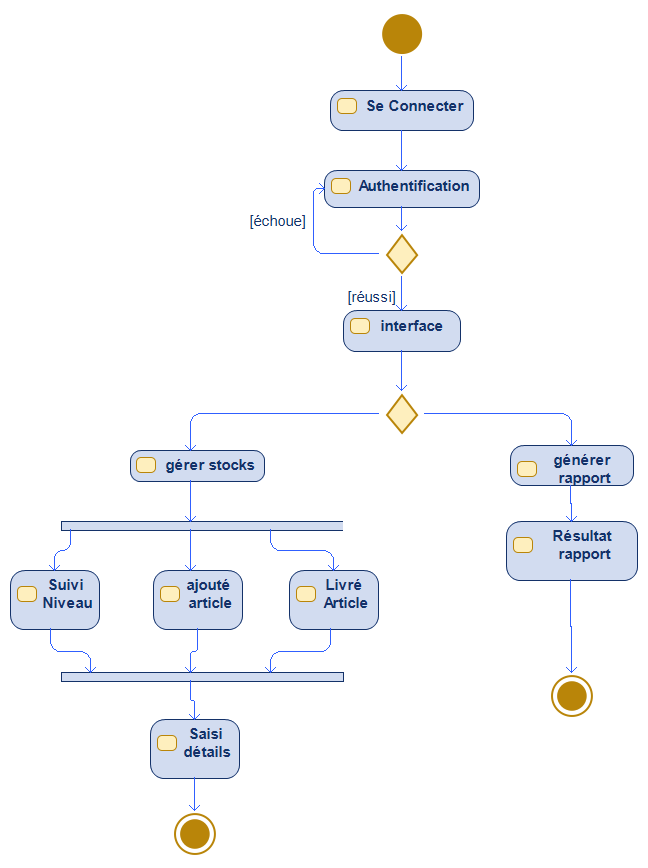 Se Connecter
Authentification
[échoue]
[réussi]
interface
gérer stocks
générer
rapport
Résultat
rapport
Suivi
Niveau
ajouté
article
Livré
Article
Saisi
détails